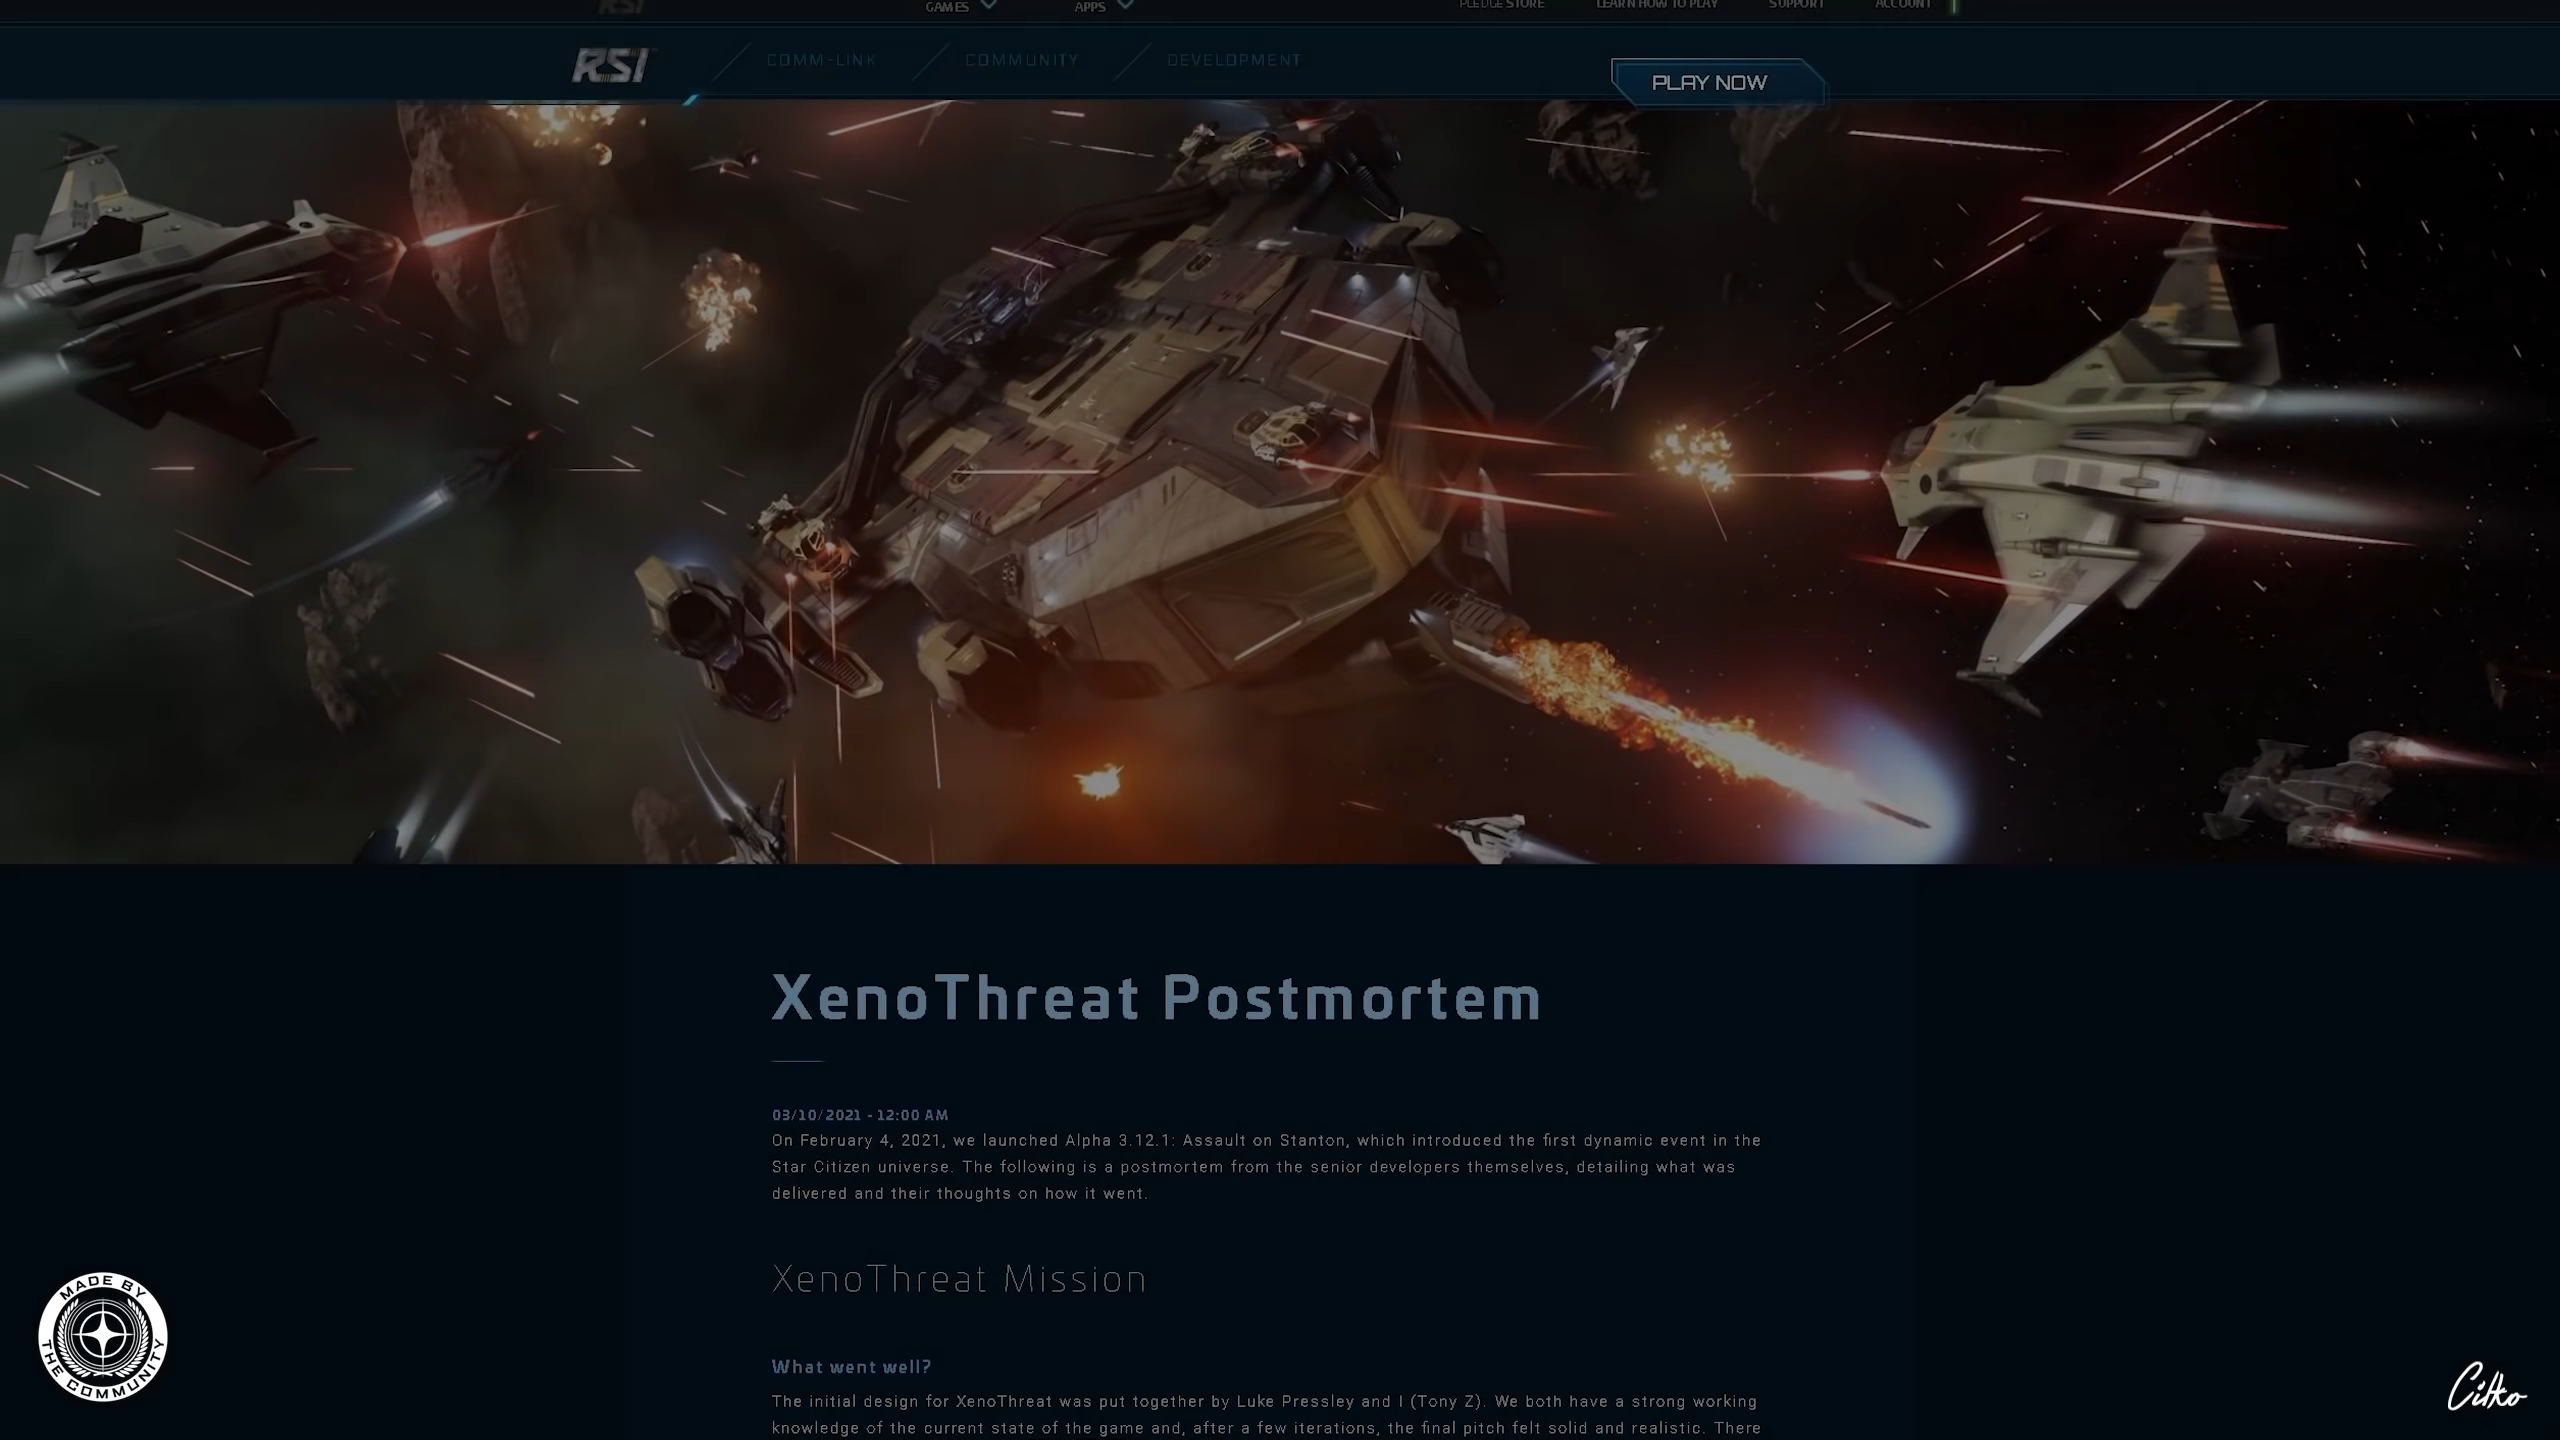 RSI
GAMES
APPS
PLEDGE STORE
LEARN HOW TO PLAY
SUPPORT
ACCOUNT
RSI
COMM-LINK
COMMUNITY
DEVELOPMENT
PLAY NOW
XenoThreat Postmortem
03/10/2021 - 12:00 AM
On February 4, 2021, we launched Alpha 3.12.1: Assault on Stanton, which introduced the first dynamic event in the
Star Citizen universe. The following is a postmortem from the senior developers themselves, detailing what was
delivered and their thoughts on how it went.
XenoThreat Mission
What went well?
The initial design for XenoThreat was put together by Luke Pressley and I (Tony Z). We both have a strong working
knowledge of the current state of the game and, after a few iterations, the final pitch felt solid and realistic. There
MADE BY
THE COMMUNITY
Citko